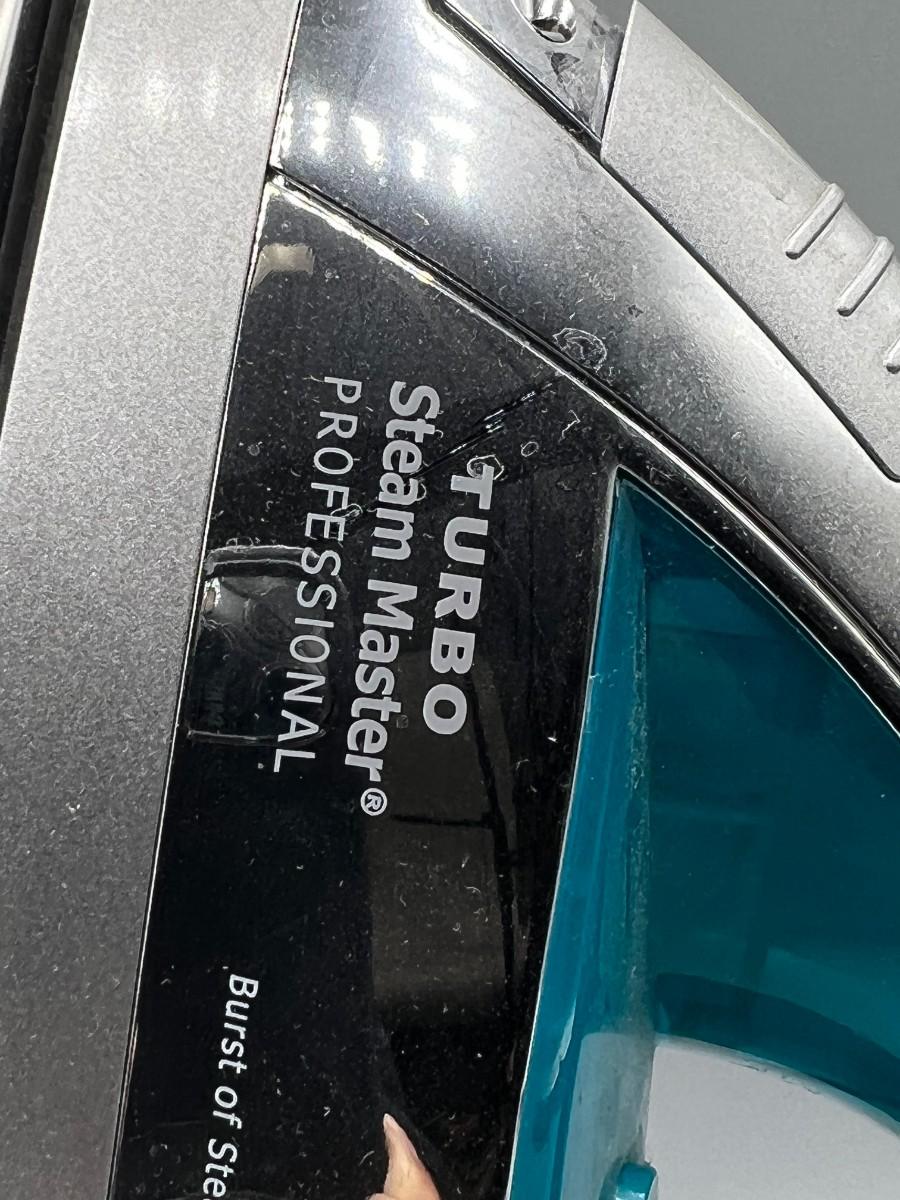 TURBO
Steam Master®
PROFESSIONAL
Burst of Ste